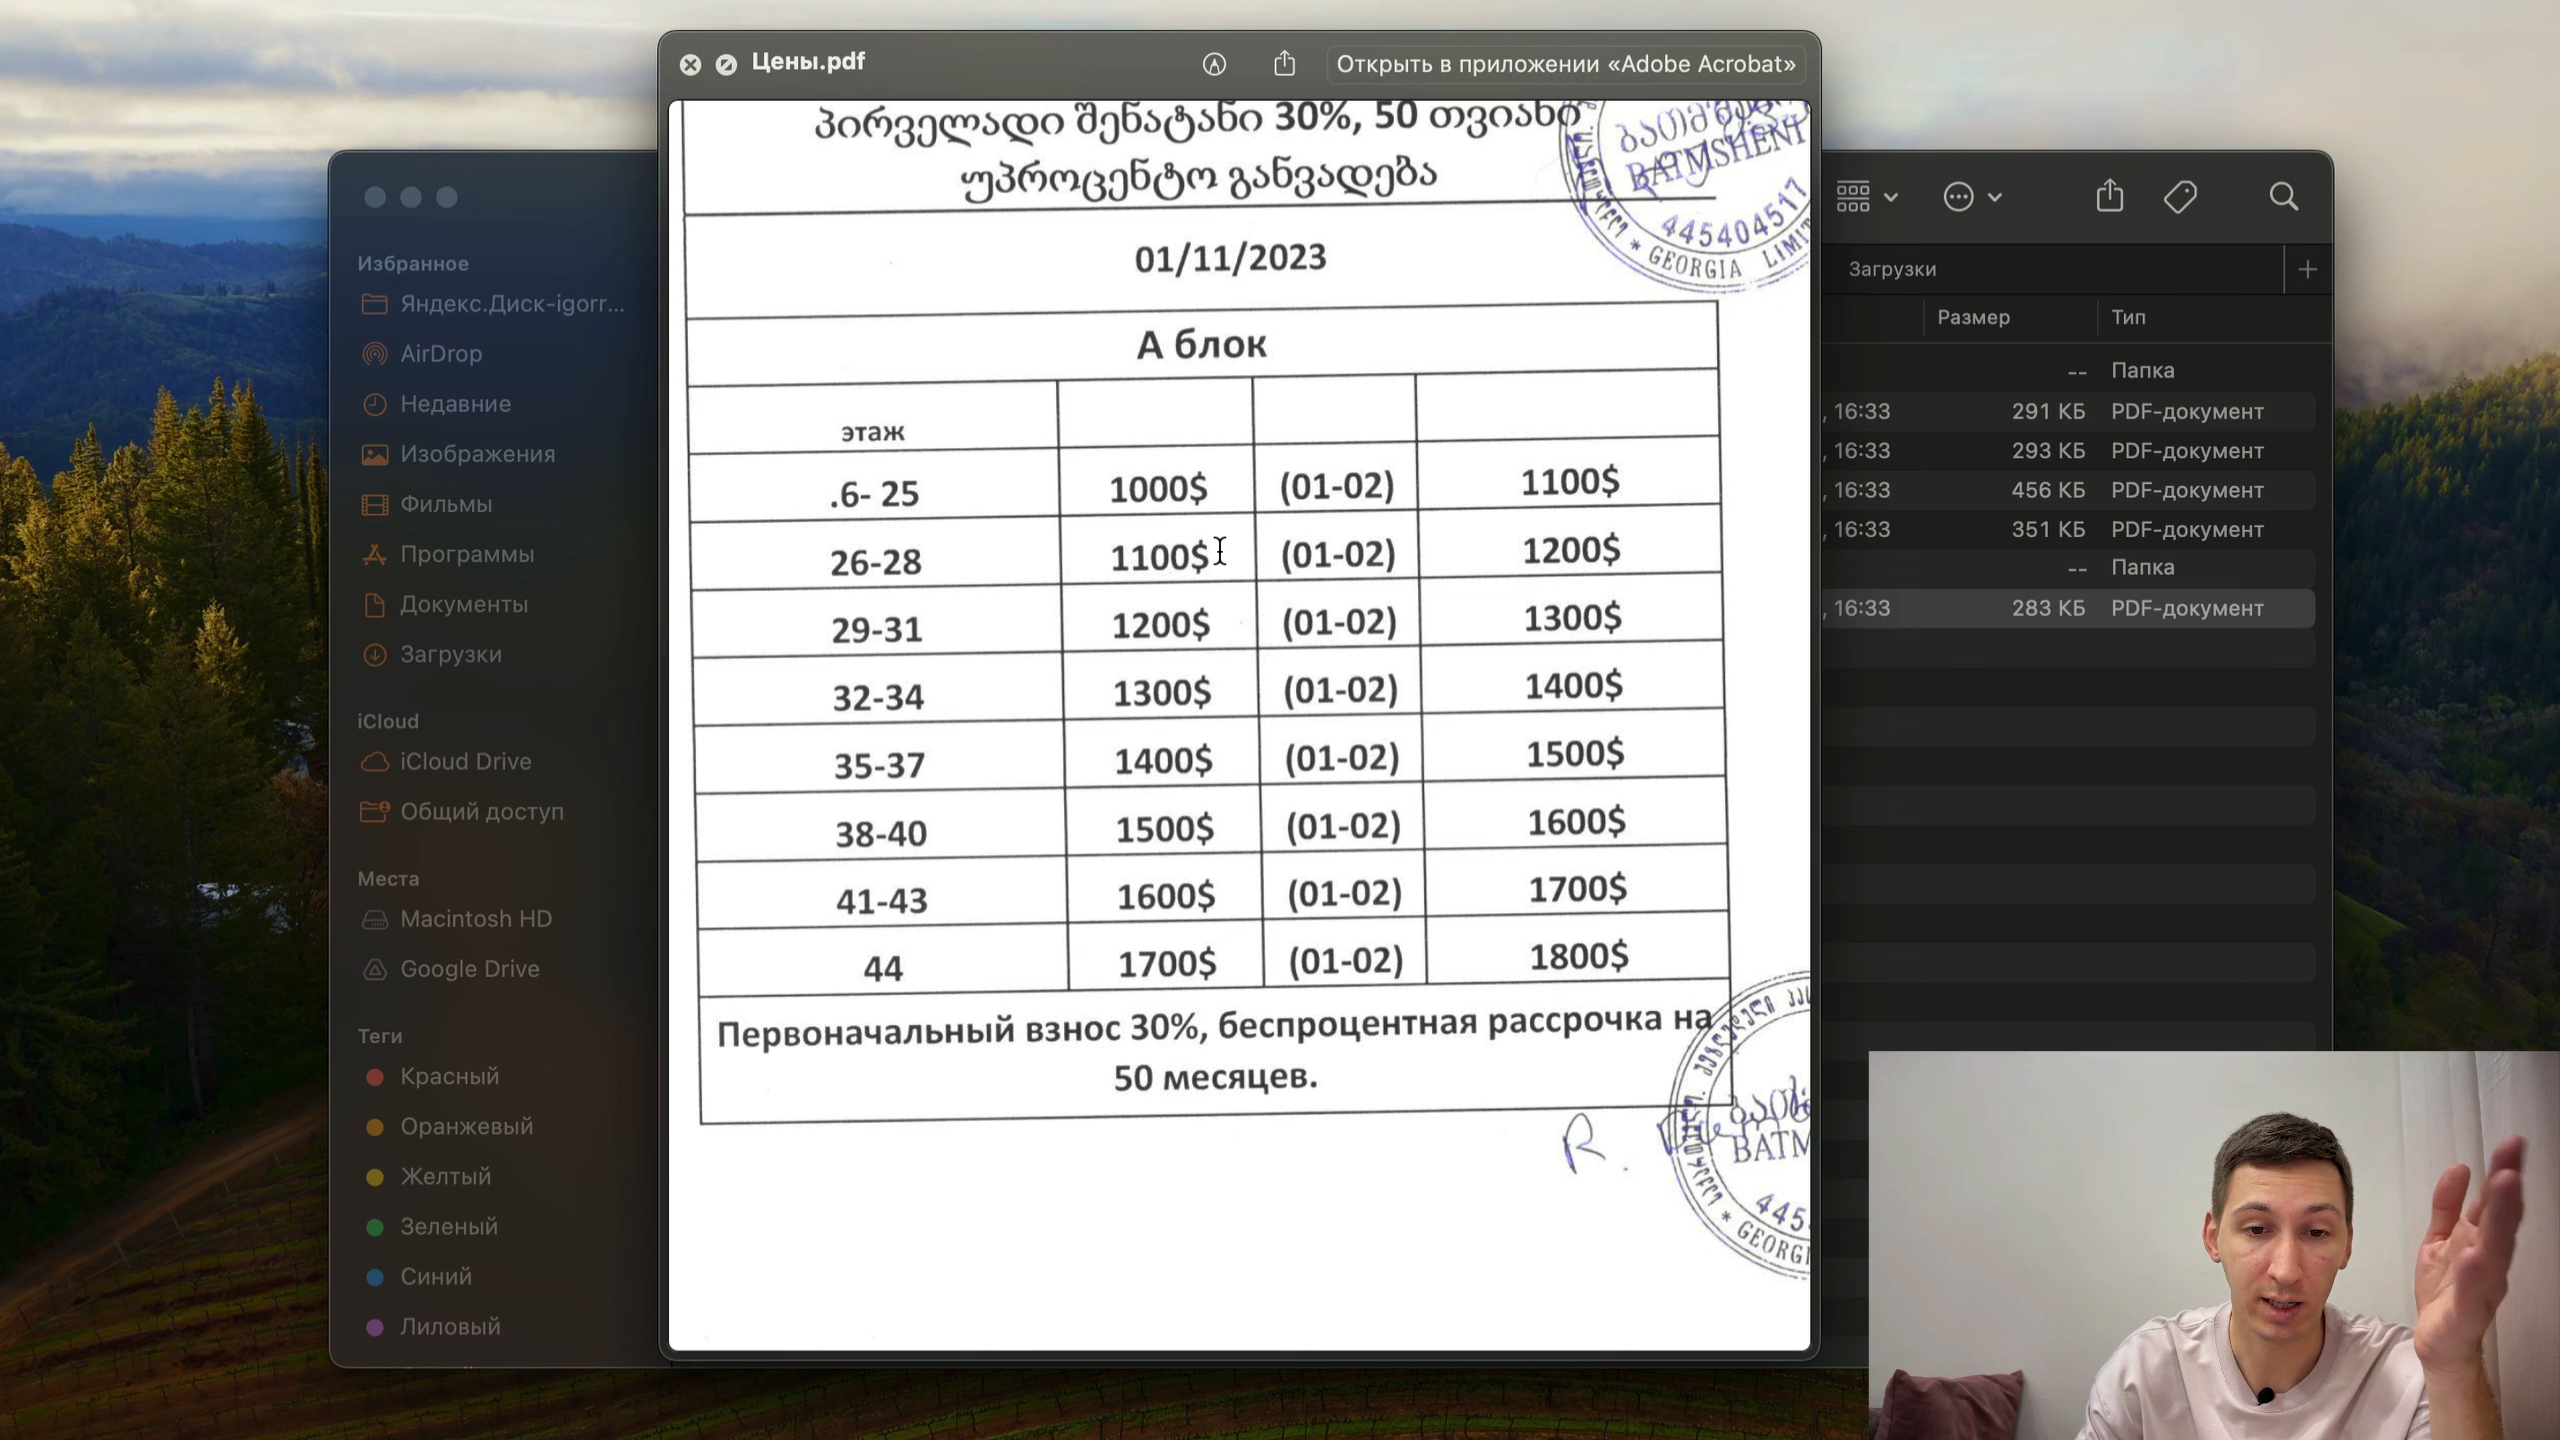 Цены.pdf
Открыть в приложении «Adobe Acrobat»
Избранное
Яндекс.Диск-igorr...
AirDrop
Недавние
Изображения
Фильмы
Программы
Документы
Загрузки
iCloud
iCloud Drive
Общий доступ
Места
Macintosh HD
Google Drive
Теги
Красный
Оранжевый
Желтый
Зеленый
Синий
Лиловый
პირველადი შენატანი 30%, 50 თვიანი
უპროცენტო განვადება
BATMSHENI
445404517
* GEORGIA LIMIT
01/11/2023
А блок
этаж
.6- 25 1000$ (01-02) 1100$
26-28 1100$ (01-02) 1200$
29-31 1200$ (01-02) 1300$
32-34 1300$ (01-02) 1400$
35-37 1400$ (01-02) 1500$
38-40 1500$ (01-02) 1600$
41-43 1600$ (01-02) 1700$
44 1700$ (01-02) 1800$
Первоначальный взнос 30%, беспроцентная рассрочка на
50 месяцев.
R.
BATM
445
* GEORGI
Загрузки
Размер Тип
-- Папка
, 16:33 291 КБ PDF-документ
, 16:33 293 КБ PDF-документ
, 16:33 456 КБ PDF-документ
, 16:33 351 КБ PDF-документ
-- Папка
, 16:33 283 КБ PDF-документ